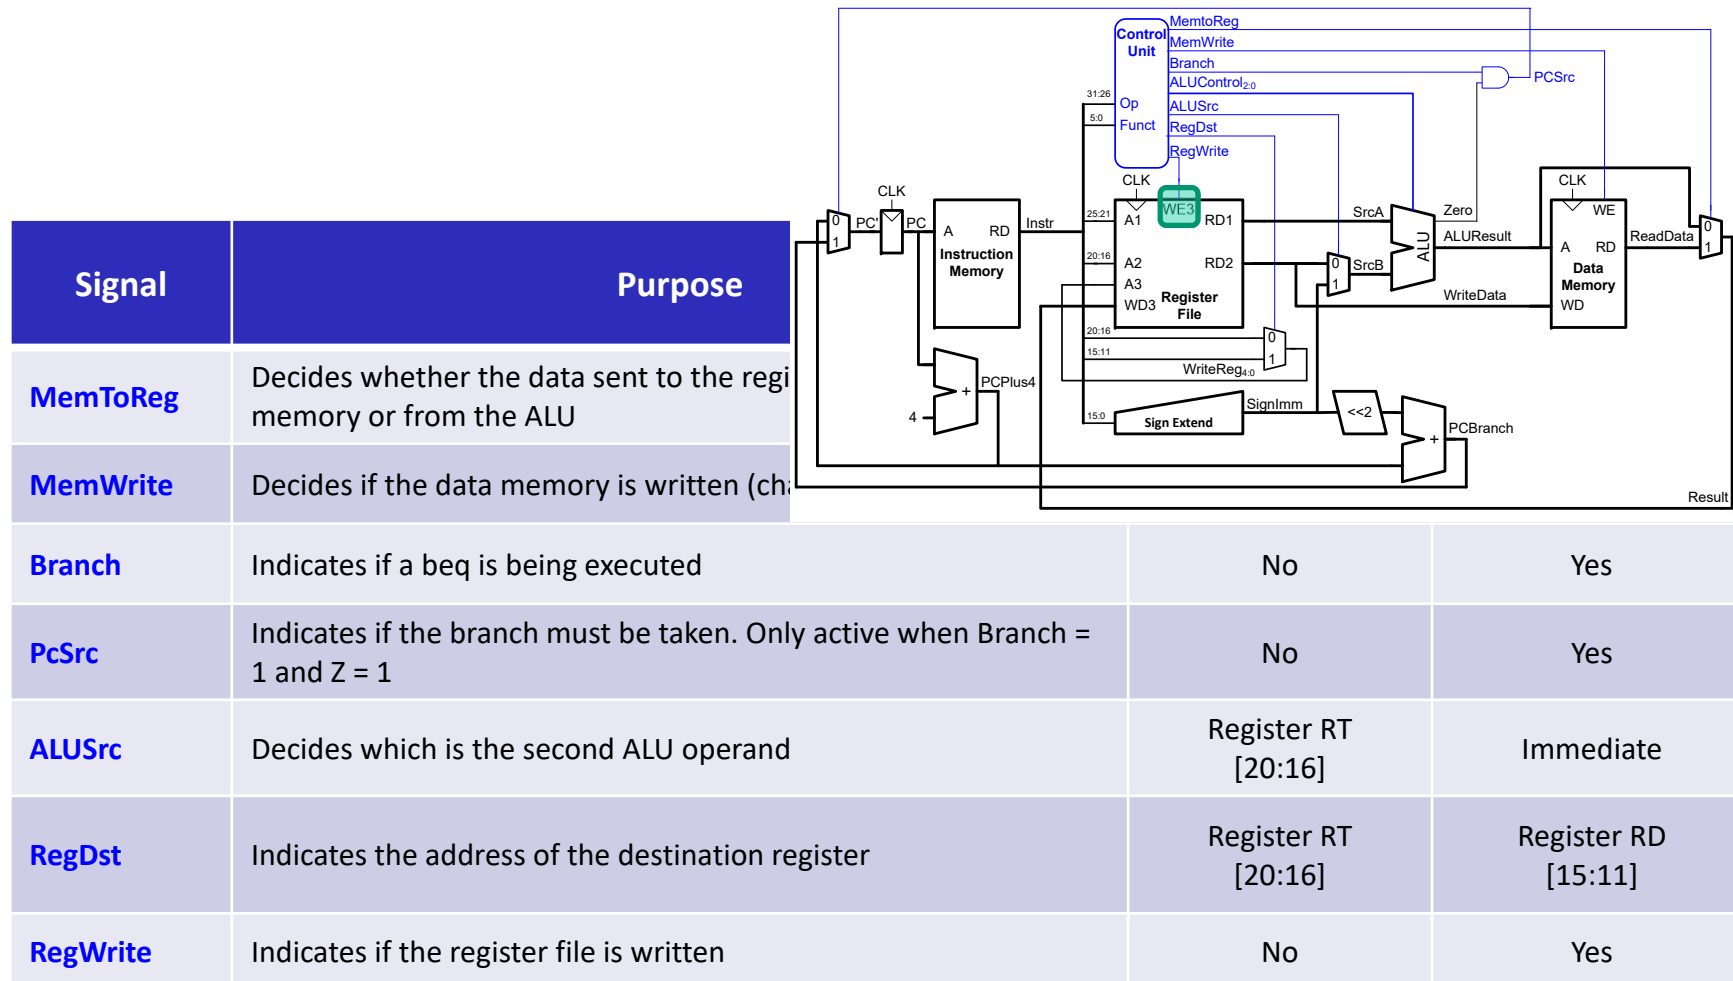 MemtoReg
Control
Unit
MemWrite
Branch
PCSrc
ALUControl2:0
31:26
Op
ALUSrc
5:0
Funct
RegDst
RegWrite
CLK
CLK
CLK
0
1
PC'
PC
A RD
Instruction
Memory
Instr
25:21
A1
WE3
RD1
SrcA
Zero
WE
0
1
20:16
A2
RD2
0
1
SrcB
ALU
ALUResult
A RD
Data
Memory
ReadData
A3
WD3
Register
File
WriteData
WD
20:16
0
15:11
1
WriteReg4:0
PCPlus4
+
4
SignImm
15:0
Sign Extend
<<2
+
PCBranch
Result
Signal Purpose
MemToReg Decides whether the data sent to the regi
memory or from the ALU
MemWrite Decides if the data memory is written (cha
Branch Indicates if a beq is being executed No Yes
PcSrc Indicates if the branch must be taken. Only active when Branch =
1 and Z = 1 No Yes
ALUSrc Decides which is the second ALU operand Register RT
[20:16] Immediate
RegDst Indicates the address of the destination register Register RT
[20:16] Register RD
[15:11]
RegWrite Indicates if the register file is written No Yes